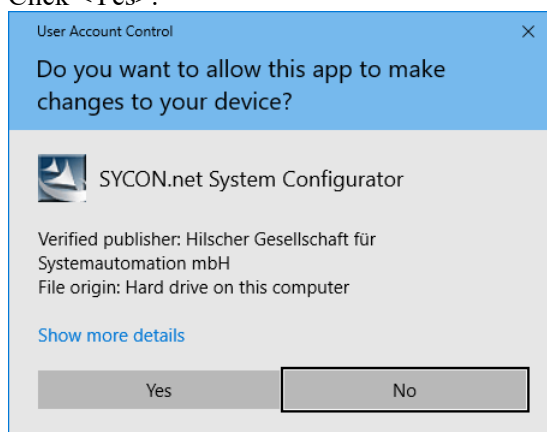 Click <Yes>.
User Account Control
Do you want to allow this app to make
changes to your device?
SYCON.net System Configurator
Verified publisher: Hilscher Gesellschaft für
Systemautomation mbH
File origin: Hard drive on this computer
Show more details
Yes No